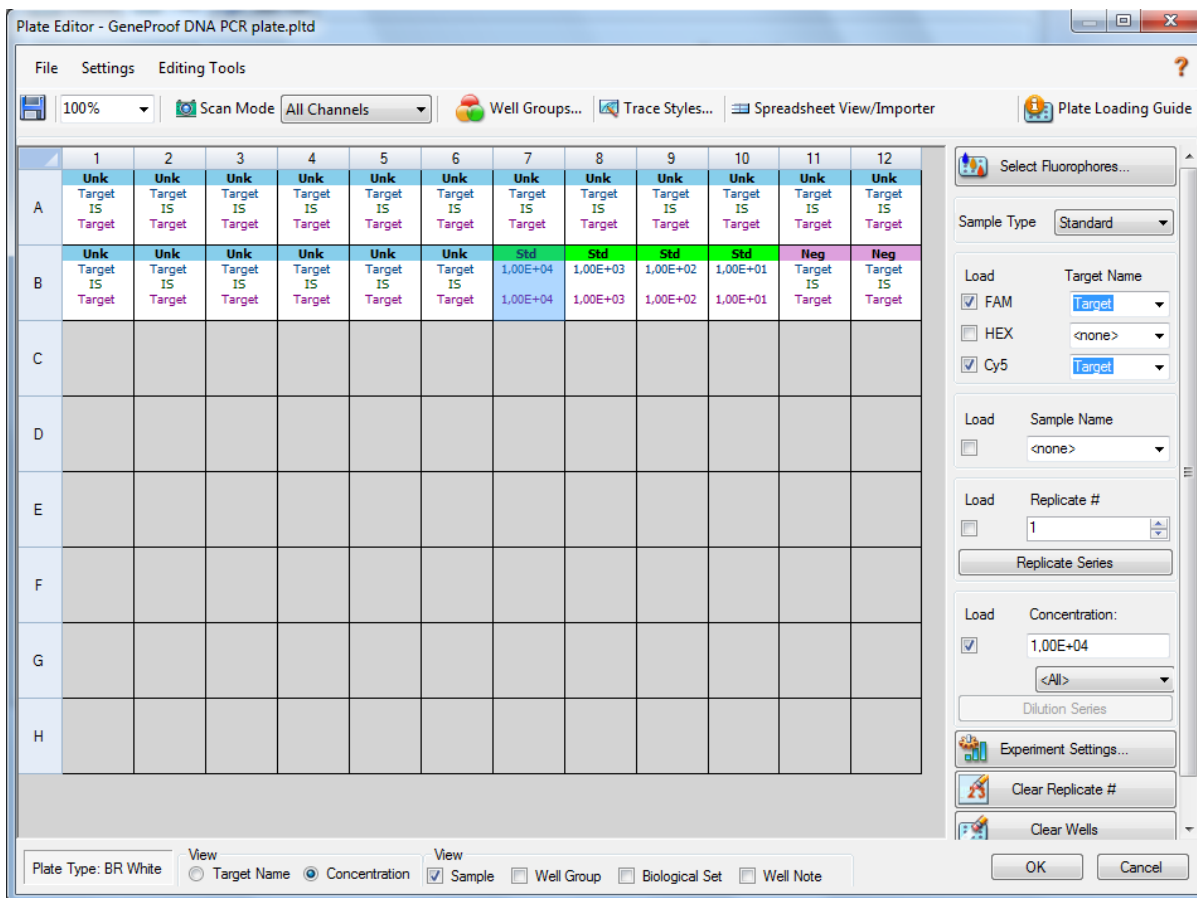 Plate Editor - GeneProof DNA PCR plate.pltd
File Settings Editing Tools ?
100% Scan Mode All Channels Well Groups... Trace Styles... Spreadsheet View/Importer Plate Loading Guide
1 2 3 4 5 6 7 8 9 10 11 12
Unk Unk Unk Unk Unk Unk Unk Unk Unk Unk Unk Unk
A Target Target Target Target Target Target Target Target Target Target Target Target
IS IS IS IS IS IS IS IS IS IS IS IS
Target Target Target Target Target Target Target Target Target Target Target Target
Unk Unk Unk Unk Unk Unk Std Std Std Std Neg Neg
B Target Target Target Target Target Target 1,00E+04 1,00E+03 1,00E+02 1,00E+01 Target Target
IS IS IS IS IS IS IS IS
Target Target Target Target Target Target 1,00E+04 1,00E+03 1,00E+02 1,00E+01 Target Target
C
D
E
F
G
H
Select Fluorophores...
Sample Type Standard
Load Target Name
FAM Target
HEX <none>
Cy5 Target
Load Sample Name
<none>
Load Replicate #
1
Replicate Series
Load Concentration:
1,00E+04
<All>
Dilution Series
Experiment Settings...
Clear Replicate #
Clear Wells
Plate Type: BR White
View
Target Name Concentration
View
Sample Well Group Biological Set Well Note
OK Cancel